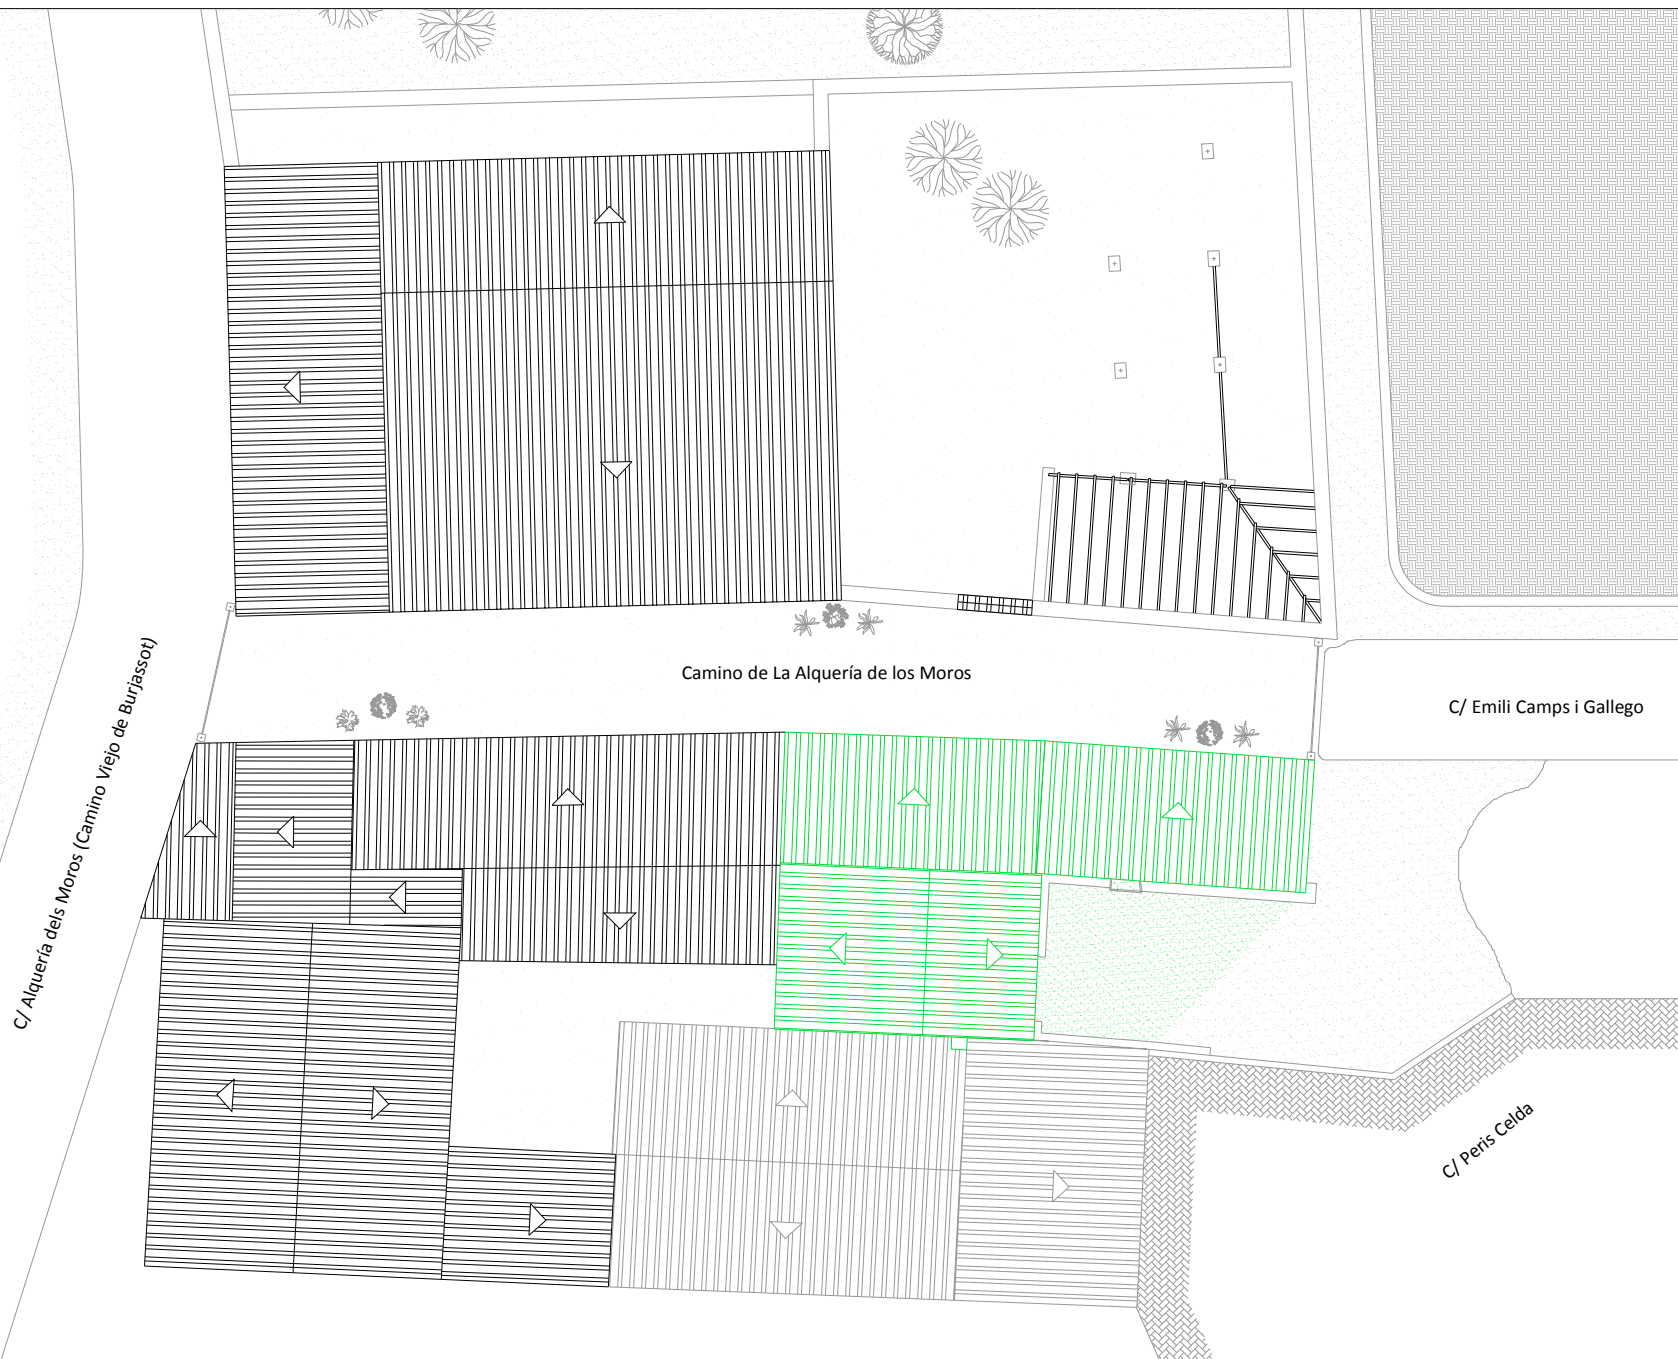 Camino de La Alquería de los Moros
C/ Emili Camps i Gallego
C/ Alquería dels Moros (Camino Viejo de Burjassot)
C/ Peris Celda